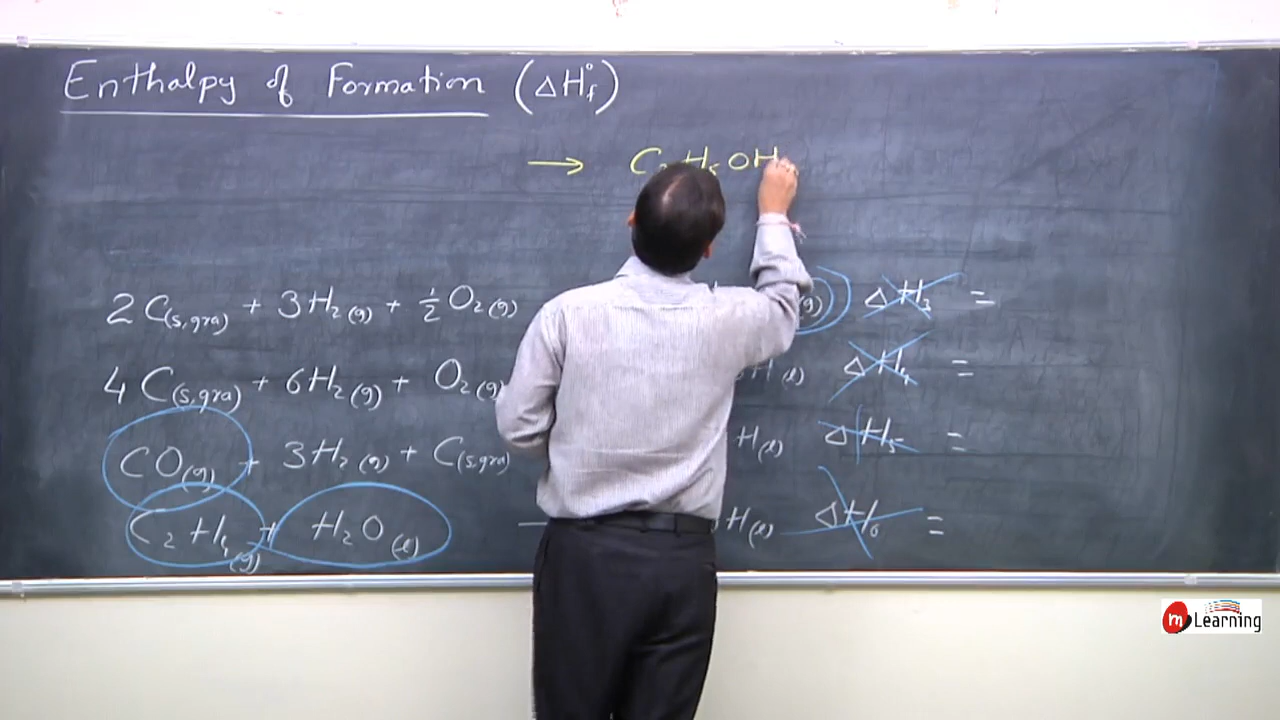 Enthalpy of Formation (ΔH°f)
→ C2H5OH
2C(s,gra) + 3H2(g) + ½O2(g) (g) ΔH3 =
4C(s,gra) + 6H2(g) + O2(g) H(l) ΔH4 =
CO(g) + 3H2(g) + C(s,gra) H(l) ΔH5 =
C2H4(g) + H2O(l) H(l) ΔH6 =
m Learning